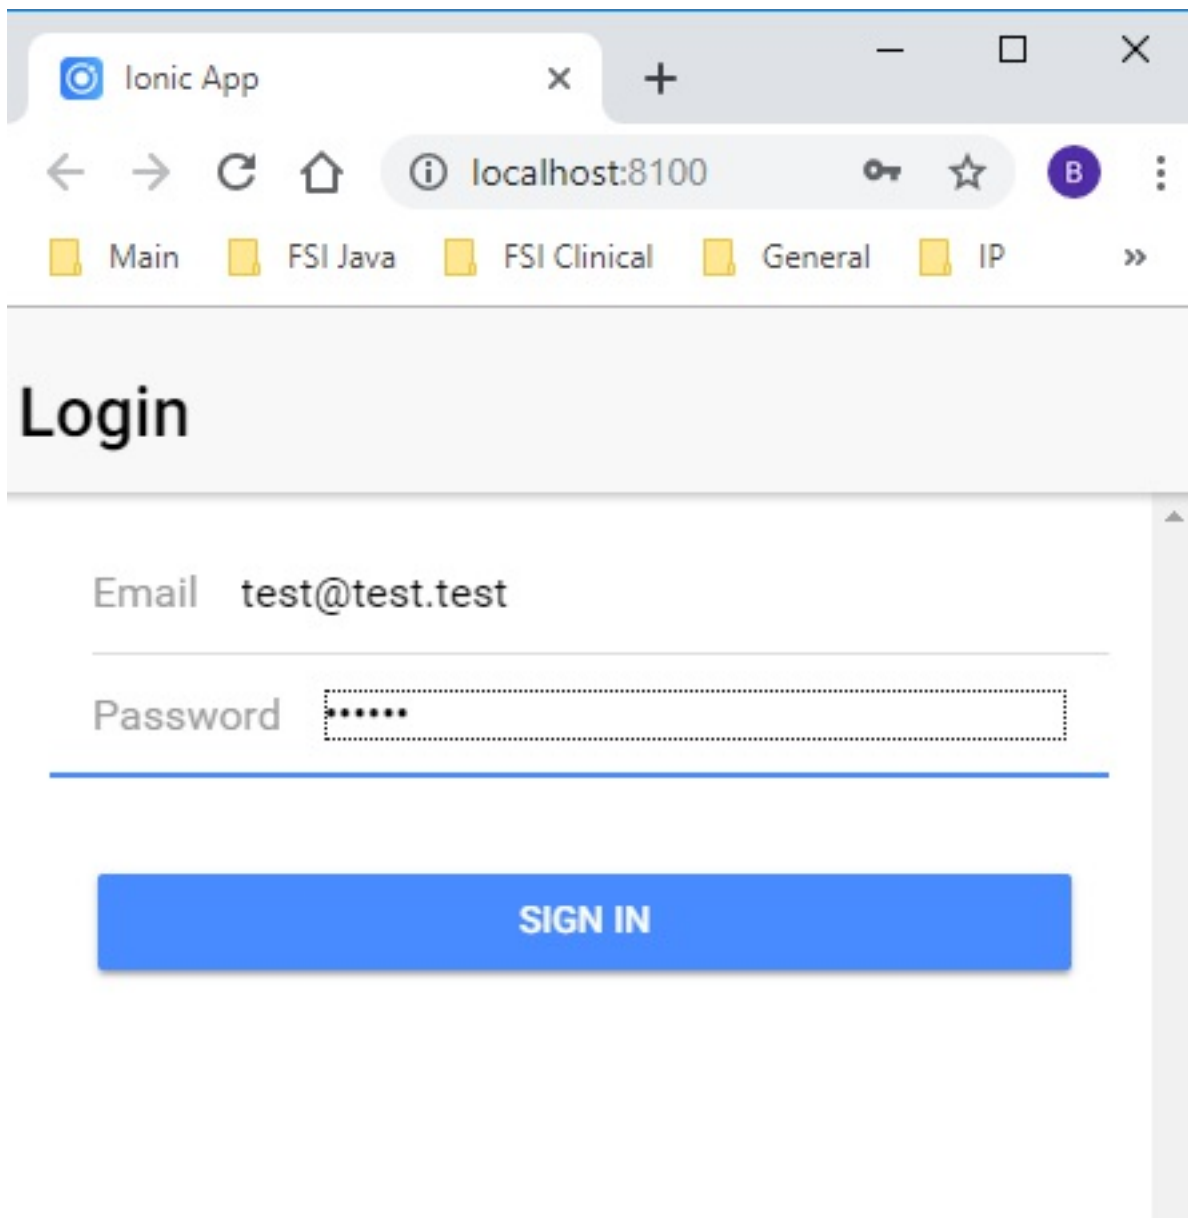 Ionic App
localhost:8100
B
Main FSI Java FSI Clinical General IP »
Login
Email test@test.test
Password ••••••
SIGN IN